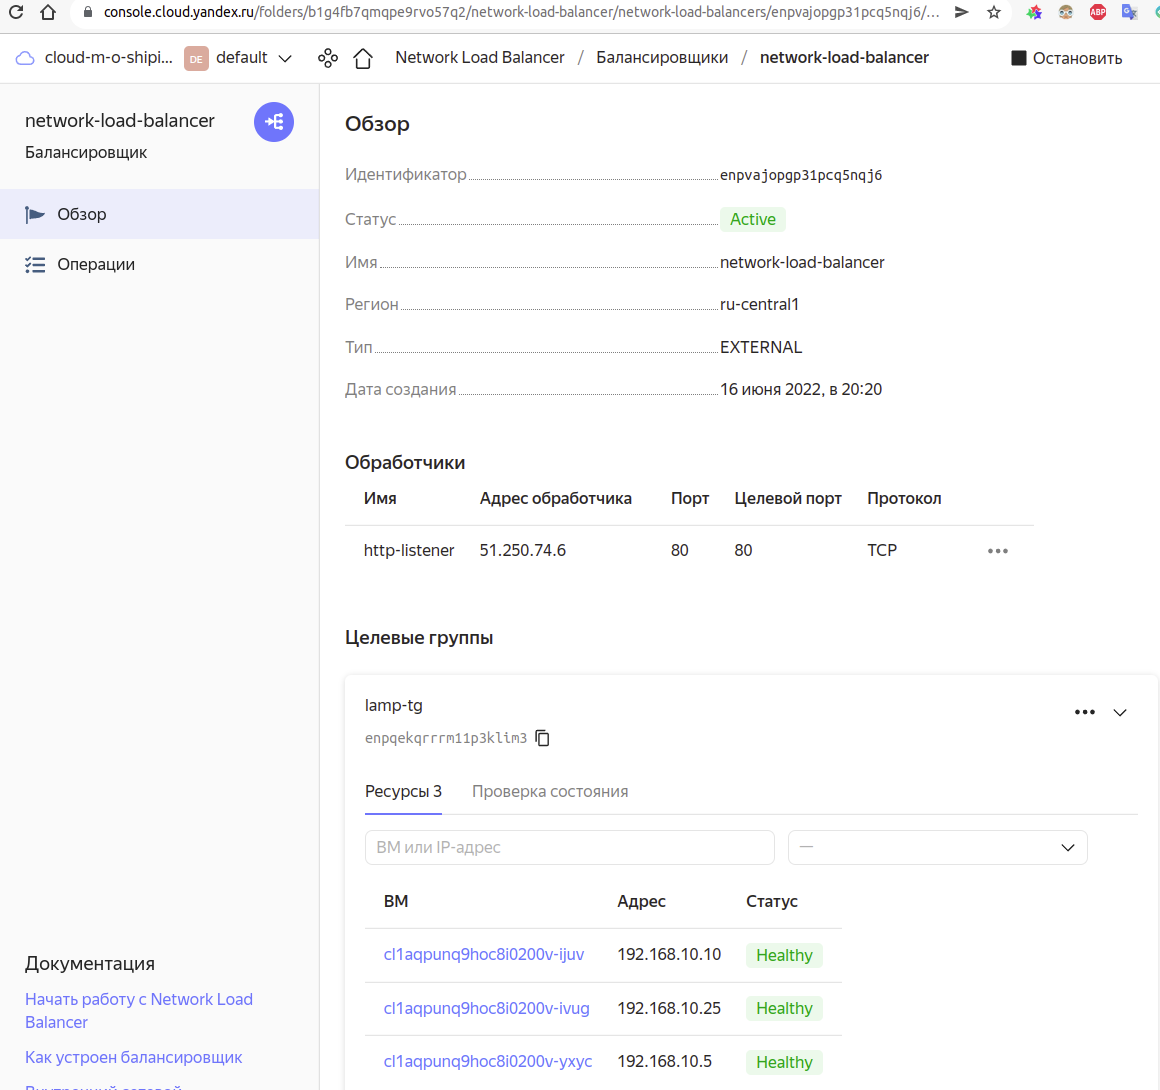 console.cloud.yandex.ru/folders/b1g4fb7qmqpe9rvo57q2/network-load-balancer/network-load-balancers/enpvajopgp31pcq5nqj6/...
ABP
cloud-m-o-shipi... DE default Network Load Balancer / Балансировщики / network-load-balancer Остановить
network-load-balancer
Балансировщик
Обзор
Операции
Обзор
Идентификатор enpvajopgp31pcq5nqj6
Статус Active
Имя network-load-balancer
Регион ru-central1
Тип EXTERNAL
Дата создания 16 июня 2022, в 20:20
Обработчики
Имя Адрес обработчика Порт Целевой порт Протокол
http-listener 51.250.74.6 80 80 TCP
Целевые группы
lamp-tg
enpqekqrrrm11p3klim3
Ресурсы 3 Проверка состояния
ВМ или IP-адрес —
ВМ Адрес Статус
cl1aqpunq9hoc8i0200v-ijuv 192.168.10.10 Healthy
cl1aqpunq9hoc8i0200v-ivug 192.168.10.25 Healthy
cl1aqpunq9hoc8i0200v-yxyc 192.168.10.5 Healthy
Документация
Начать работу с Network Load
Balancer
Как устроен балансировщик